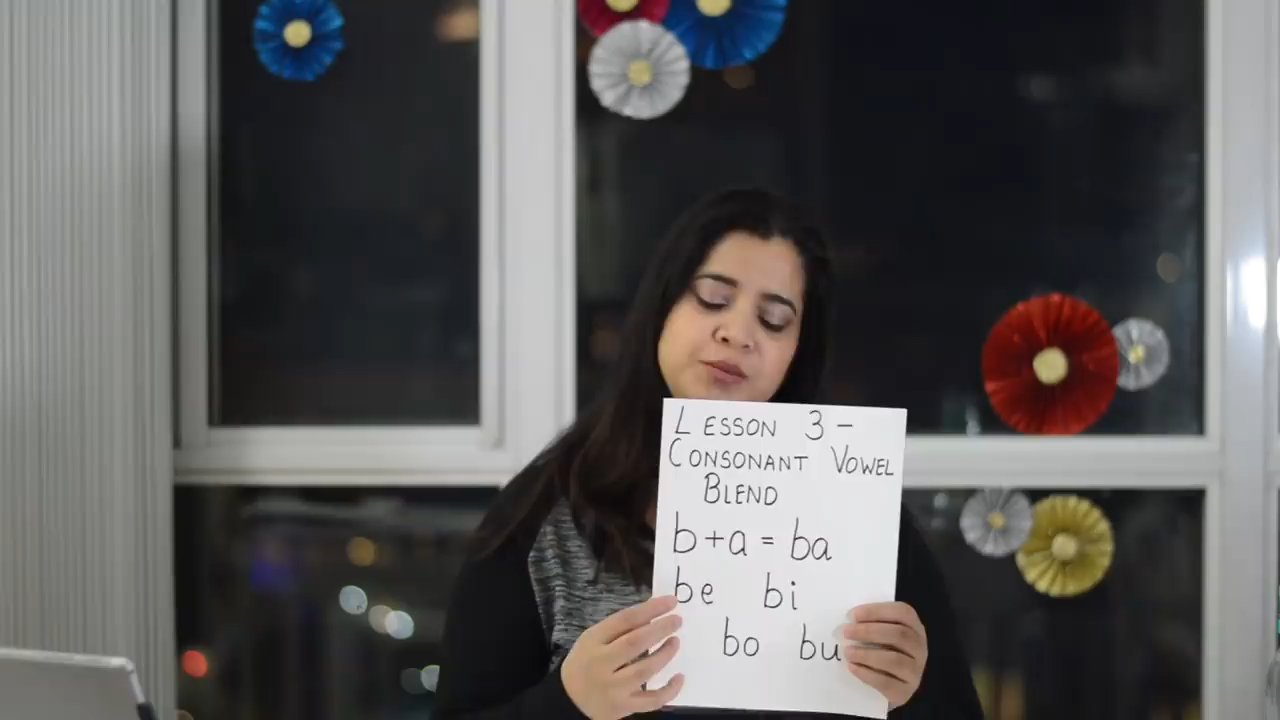 LESSON 3 -
CONSONANT VOWEL
BLEND
b+a = ba
be bi
bo bu